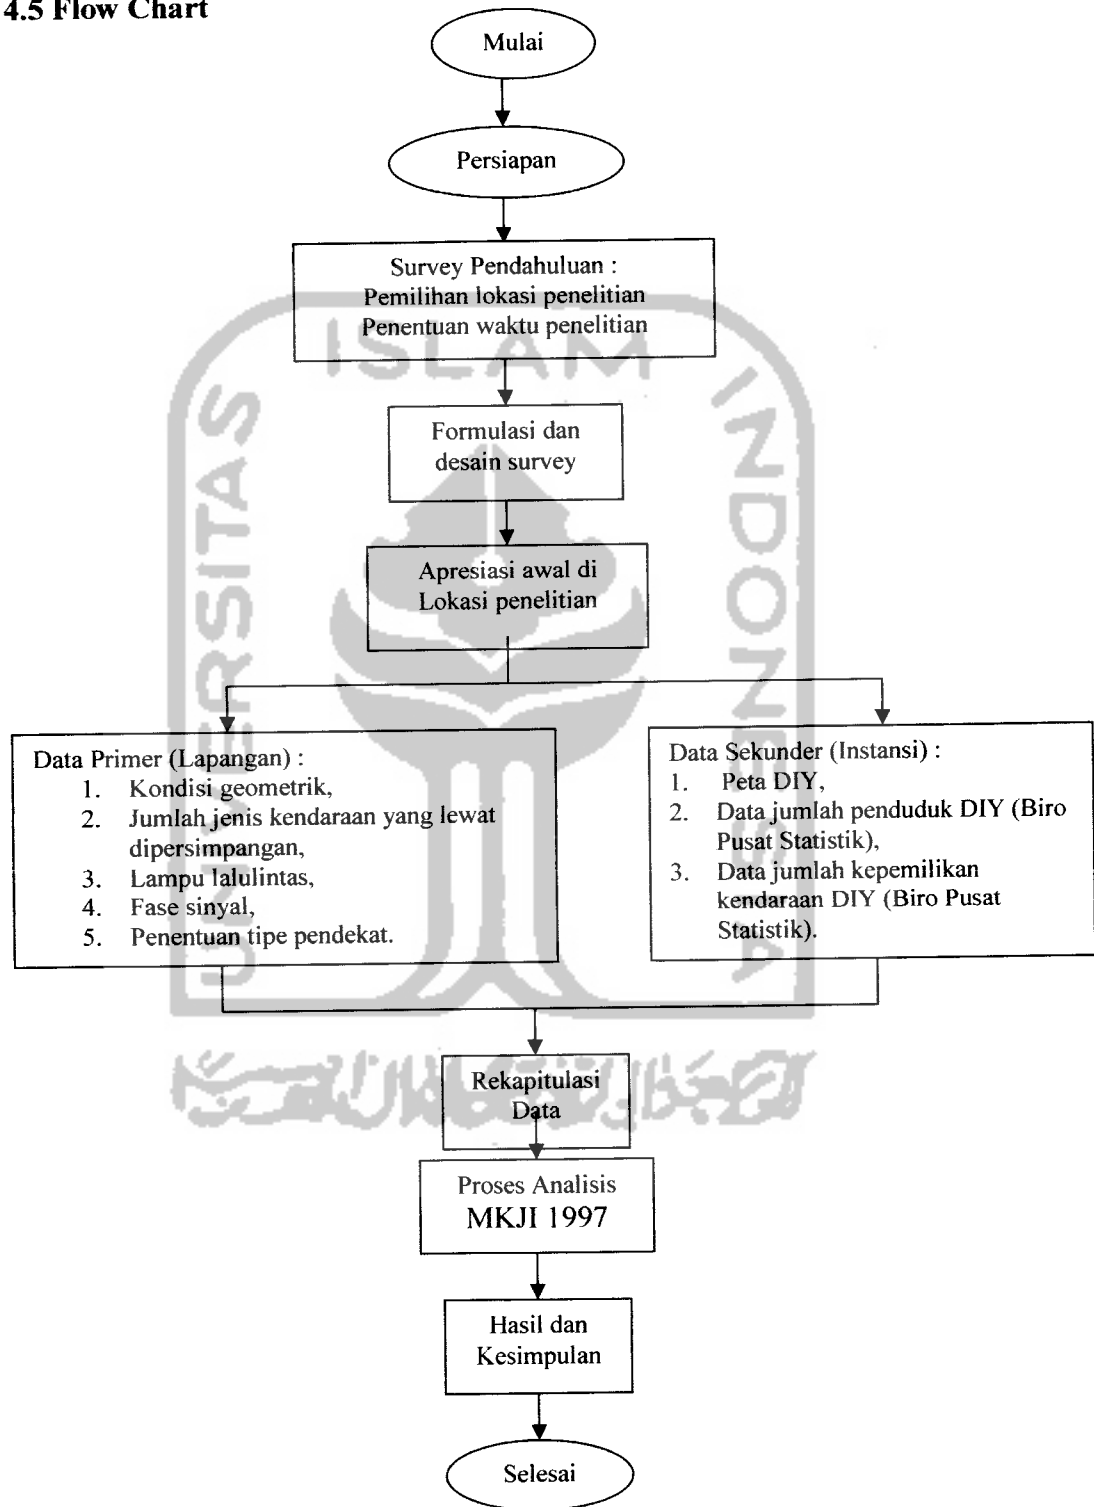 4.5 Flow Chart
Mulai
Persiapan
Survey Pendahuluan :
Pemilihan lokasi penelitian
Penentuan waktu penelitian
Formulasi dan
desain survey
Apresiasi awal di
Lokasi penelitian
Data Primer (Lapangan) :
1. Kondisi geometrik,
2. Jumlah jenis kendaraan yang lewat
dipersimpangan,
3. Lampu lalulintas,
4. Fase sinyal,
5. Penentuan tipe pendekat.
Data Sekunder (Instansi) :
1. Peta DIY,
2. Data jumlah penduduk DIY (Biro
Pusat Statistik),
3. Data jumlah kepemilikan
kendaraan DIY (Biro Pusat
Statistik).
Rekapitulasi
Data
Proses Analisis
MKJI 1997
Hasil dan
Kesimpulan
Selesai
UNIVERSITAS
ISLAM
INDONESIA